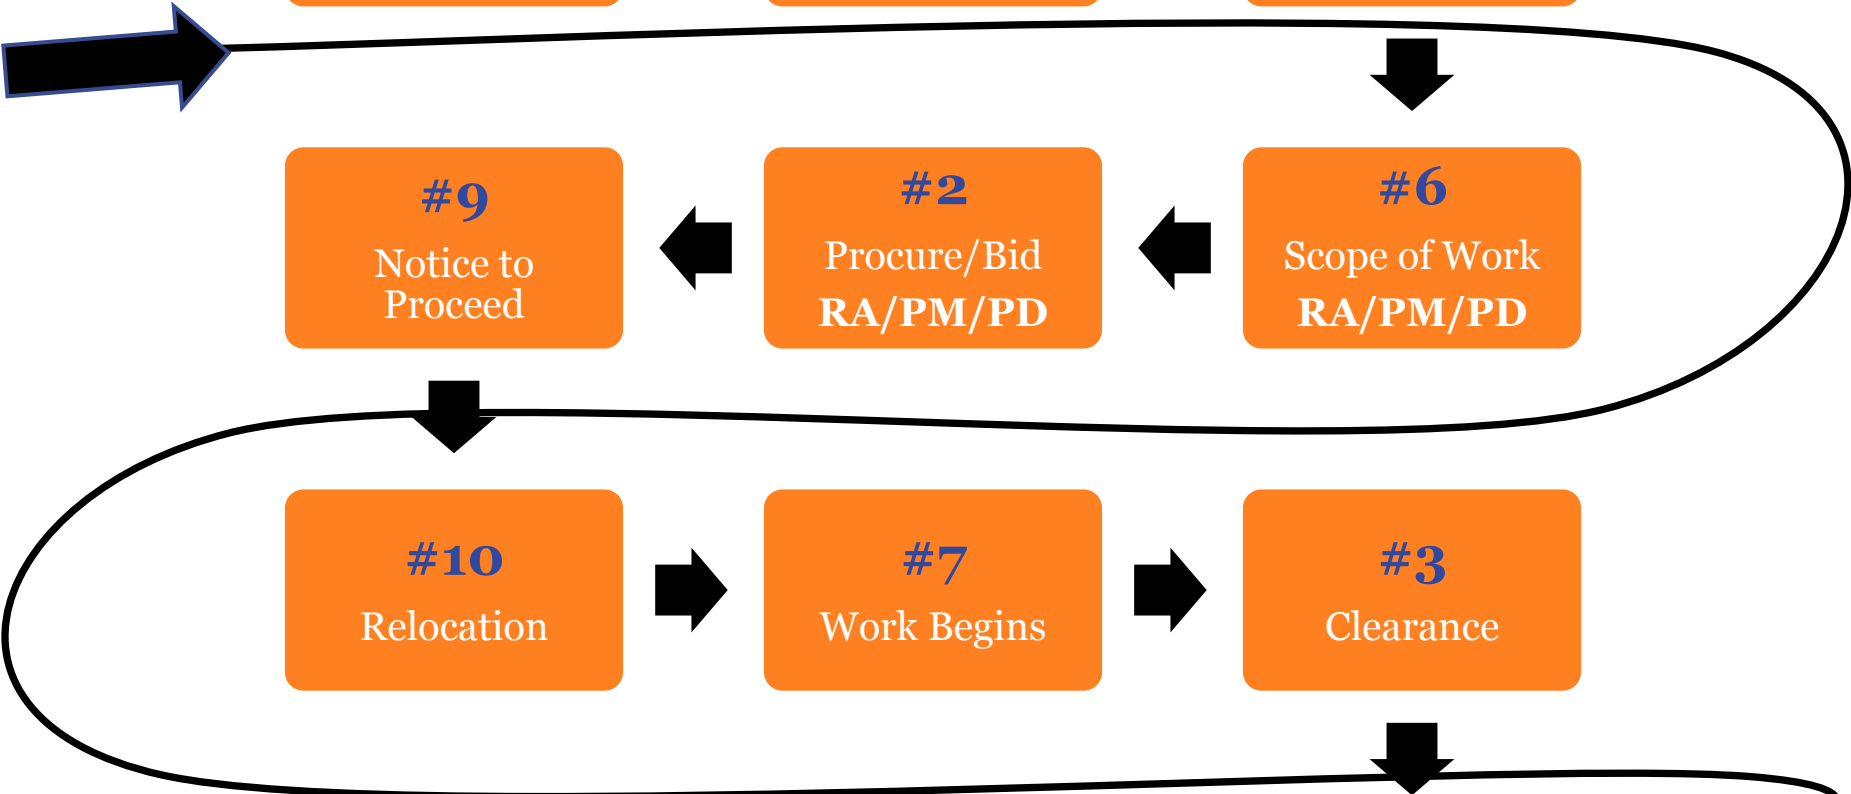 #9
Notice to
Proceed
#2
Procure/Bid
RA/PM/PD
#6
Scope of Work
RA/PM/PD
#10
Relocation
#7
Work Begins
#3
Clearance